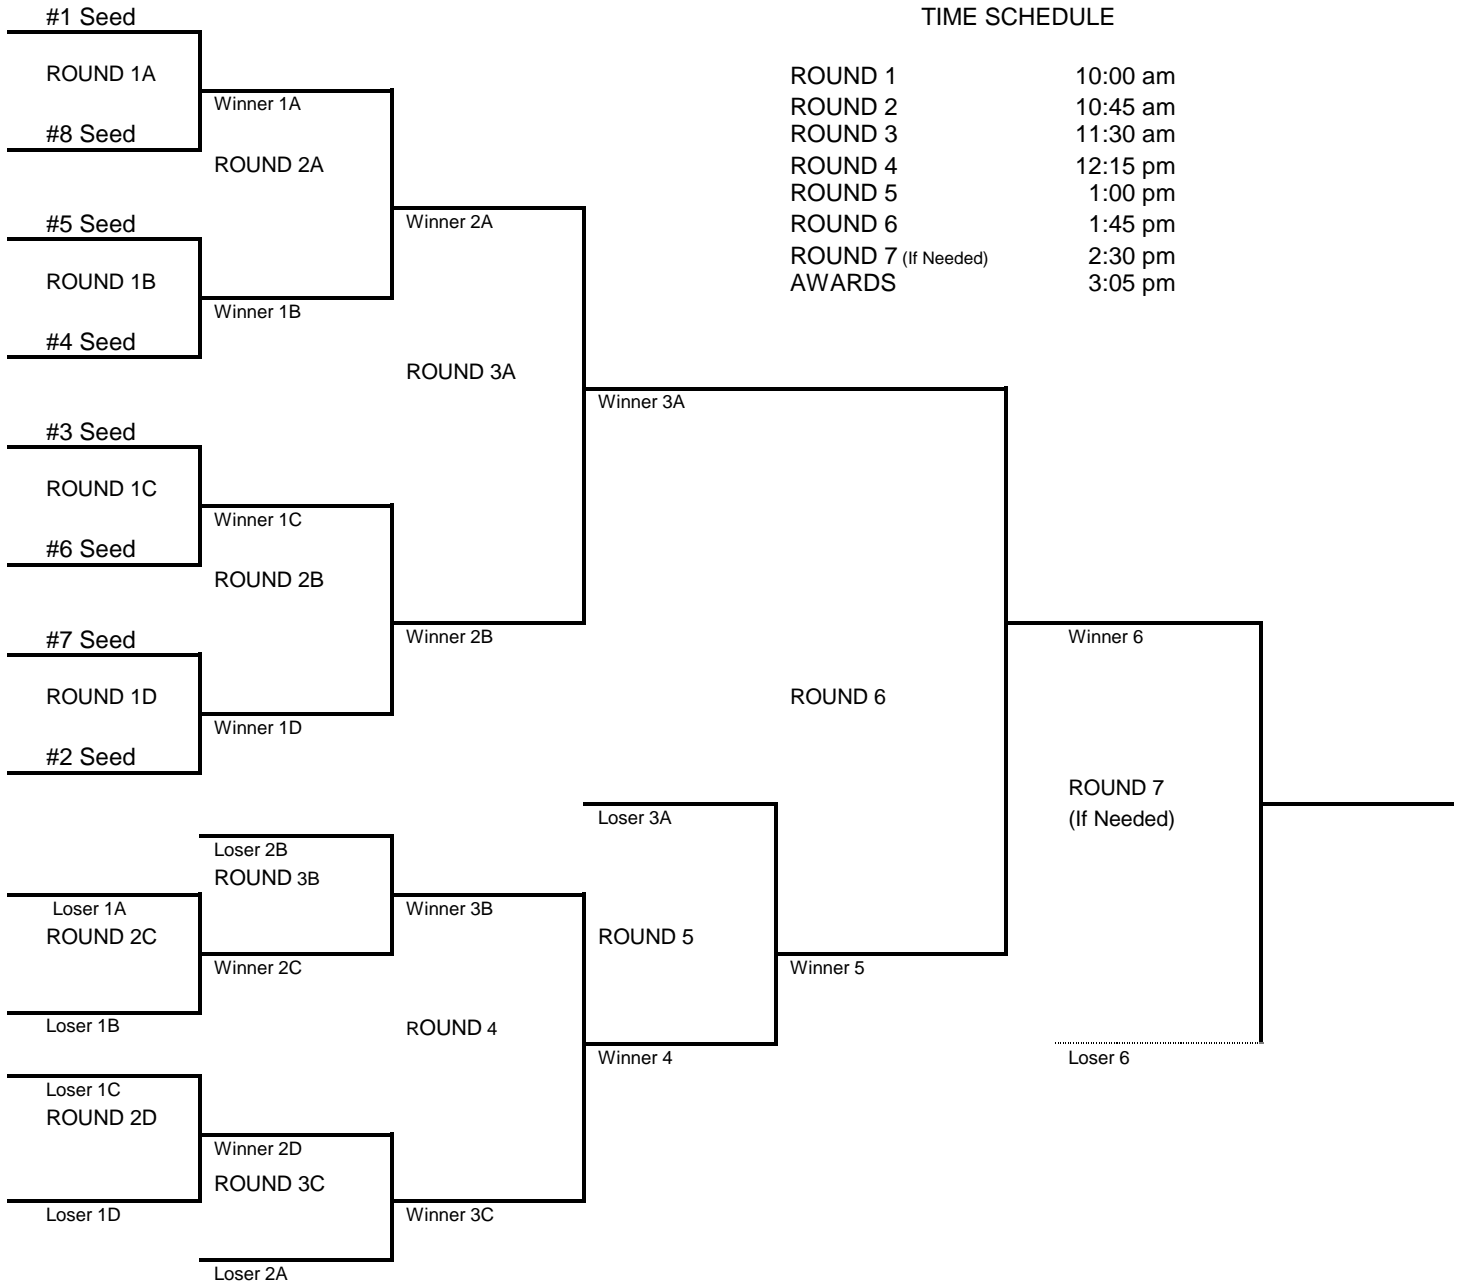 #1 Seed
TIME SCHEDULE
ROUND 1A
ROUND 1 10:00 am
Winner 1A
ROUND 2 10:45 am
#8 Seed
ROUND 3 11:30 am
ROUND 2A
ROUND 4 12:15 pm
ROUND 5 1:00 pm
#5 Seed
Winner 2A
ROUND 6 1:45 pm
ROUND 7 (If Needed) 2:30 pm
ROUND 1B
AWARDS 3:05 pm
Winner 1B
#4 Seed
ROUND 3A
Winner 3A
#3 Seed
ROUND 1C
Winner 1C
#6 Seed
ROUND 2B
#7 Seed
Winner 2B
Winner 6
ROUND 1D
ROUND 6
Winner 1D
#2 Seed
ROUND 7
(If Needed)
Loser 3A
Loser 2B
ROUND 3B
Loser 1A
Winner 3B
ROUND 2C
ROUND 5
Winner 2C
Winner 5
Loser 1B
ROUND 4
Winner 4
Loser 6
Loser 1C
ROUND 2D
Winner 2D
ROUND 3C
Loser 1D
Winner 3C
Loser 2A